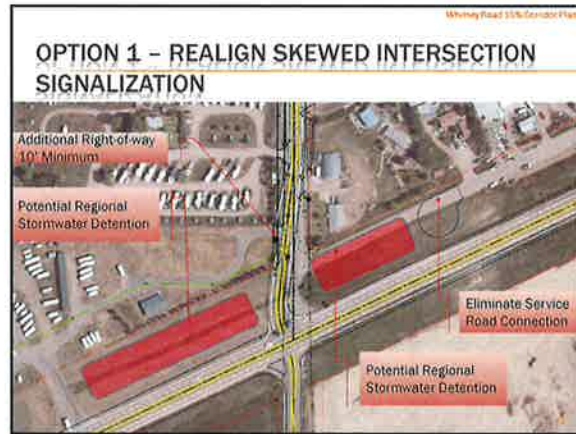 Whitney Road 35% Corridor Plan
OPTION 1 – REALIGN SKEWED INTERSECTION
SIGNALIZATION
Additional Right-of-way
10' Minimum
Potential Regional
Stormwater Detention
Eliminate Service
Road Connection
Potential Regional
Stormwater Detention